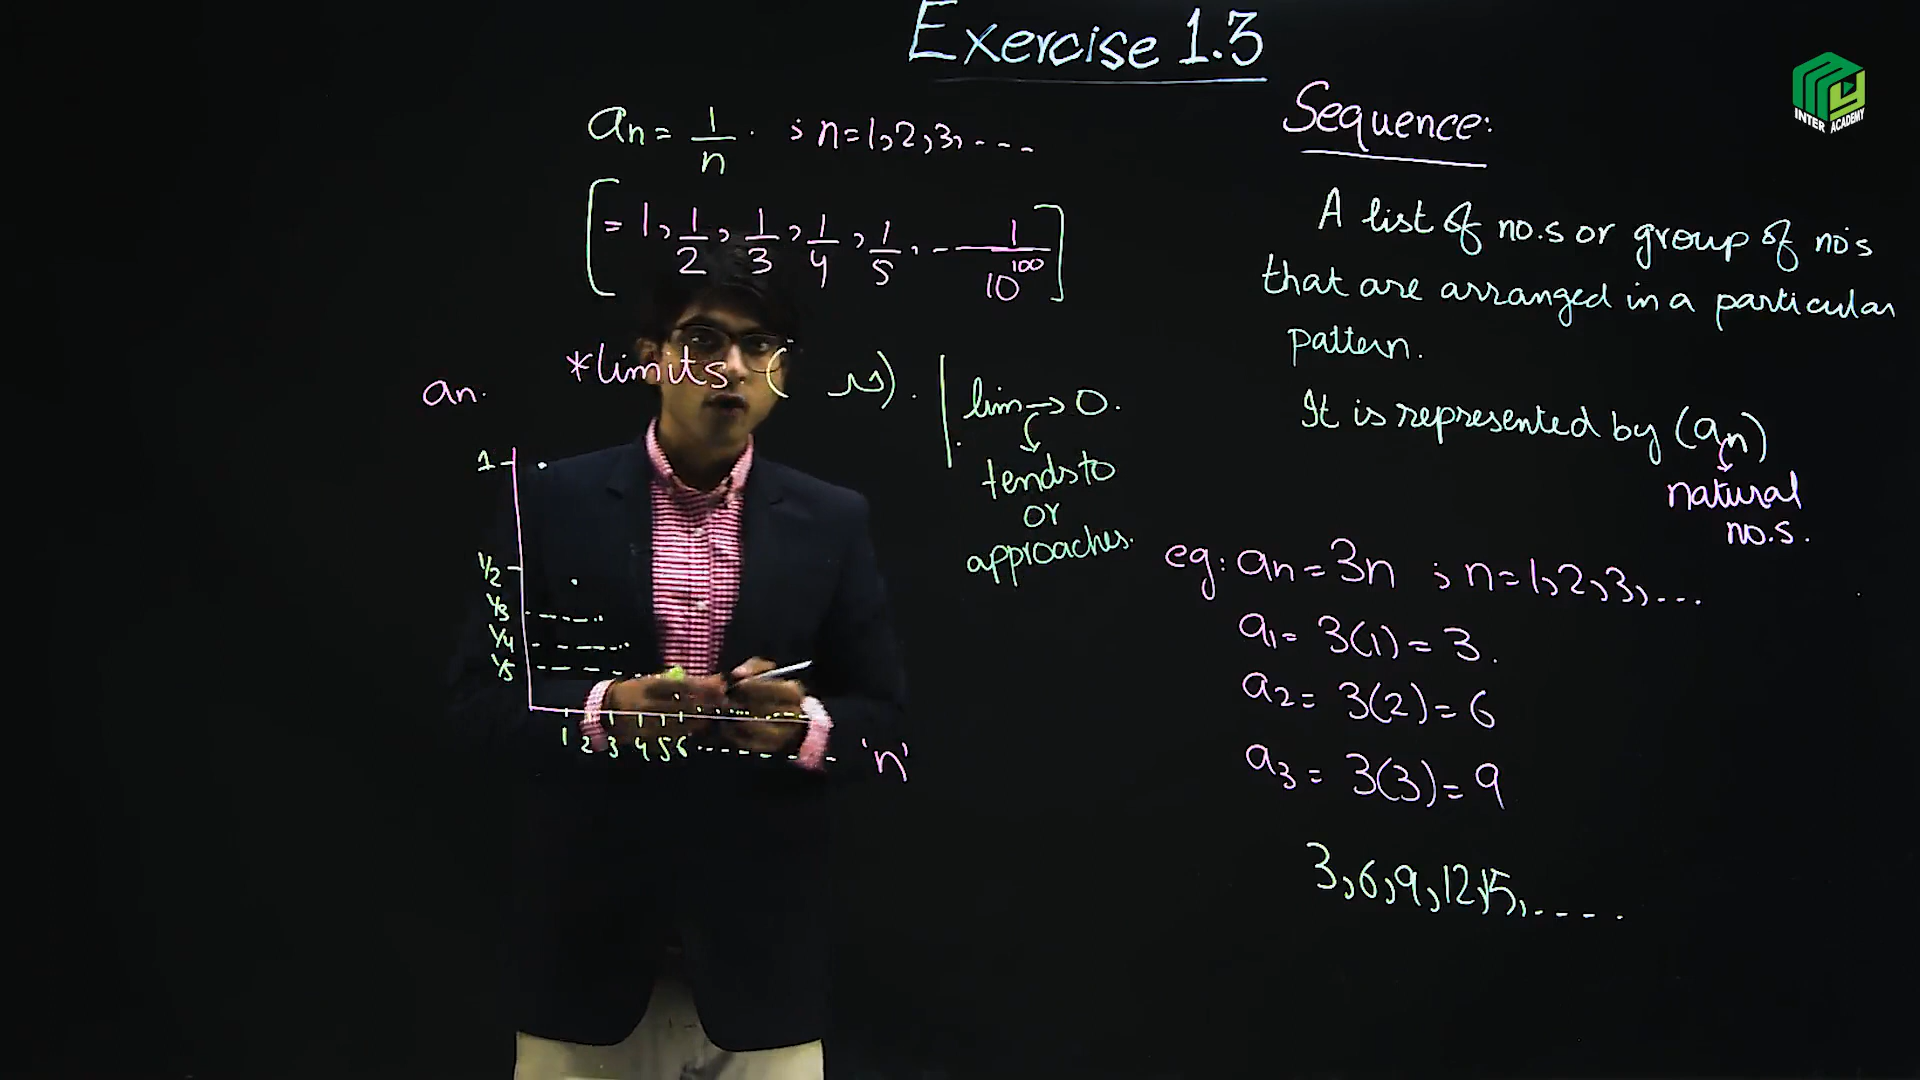 Exercise 1.3
an = 1/n . ; n=1,2,3, . - - -
[= 1, 1/2, 1/3, 1/4, 1/5, . - 1/10^100]
*limits. ( ).
lim→0.
tends to
or
approaches.
an.
1
1/2
1/3
1/4
1/5
1 2 3 4 5 6 - - - - - - - 'n'
Sequence:
A list of no.s or group of no's
that are arranged in a particular
pattern.
It is represented by (an)
natural
no.s.
eg: an = 3n ; n=1,2,3, . . .
a1= 3(1) = 3.
a2= 3(2) = 6
a3= 3(3) = 9
3,6,9,12,15, . - - - .
MY
INTER ACADEMY